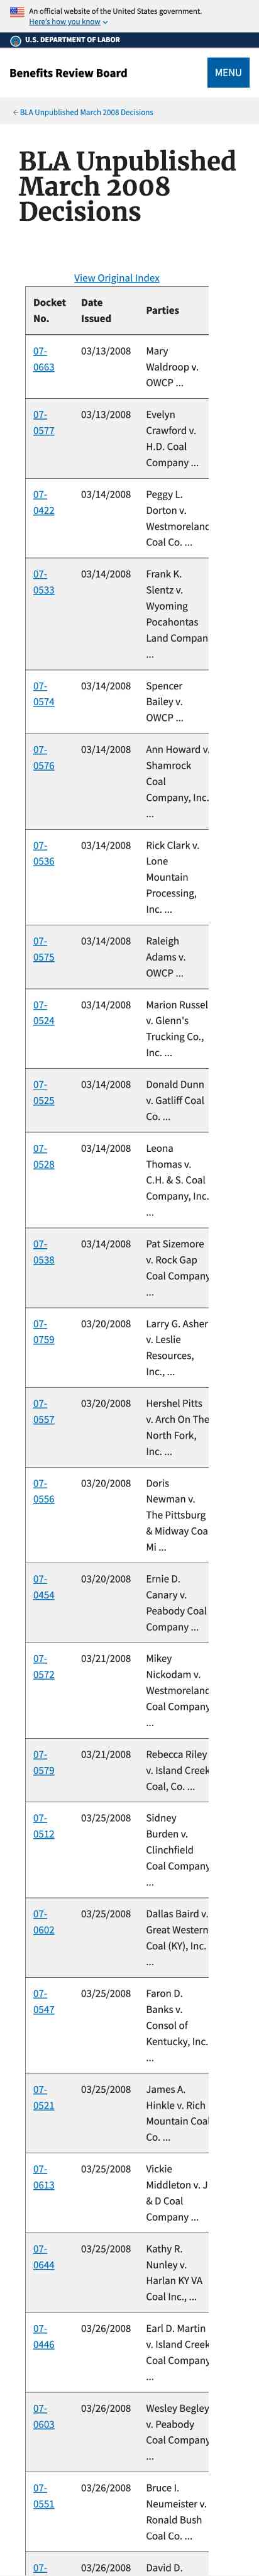 An official website of the United States government.
Here's how you know
U.S. DEPARTMENT OF LABOR
Benefits Review Board
MENU
← BLA Unpublished March 2008 Decisions
BLA Unpublished
March 2008
Decisions
View Original Index
Docket No. Date Issued Parties
07- 03/13/2008 Mary
0663 Waldroop v.
OWCP ...
07- 03/13/2008 Evelyn
0577 Crawford v.
H.D. Coal
Company ...
07- 03/14/2008 Peggy L.
0422 Dorton v.
Westmoreland
Coal Co. ...
07- 03/14/2008 Frank K.
0533 Slentz v.
Wyoming
Pocahontas
Land Compan
...
07- 03/14/2008 Spencer
0574 Bailey v.
OWCP ...
07- 03/14/2008 Ann Howard v.
0576 Shamrock
Coal
Company, Inc.
...
07- 03/14/2008 Rick Clark v.
0536 Lone
Mountain
Processing,
Inc. ...
07- 03/14/2008 Raleigh
0575 Adams v.
OWCP ...
07- 03/14/2008 Marion Russel
0524 v. Glenn's
Trucking Co.,
Inc. ...
07- 03/14/2008 Donald Dunn
0525 v. Gatliff Coal
Co. ...
07- 03/14/2008 Leona
0528 Thomas v.
C.H. & S. Coal
Company, Inc.
...
07- 03/14/2008 Pat Sizemore
0538 v. Rock Gap
Coal Company
...
07- 03/20/2008 Larry G. Asher
0759 v. Leslie
Resources,
Inc., ...
07- 03/20/2008 Hershel Pitts
0557 v. Arch On The
North Fork,
Inc. ...
07- 03/20/2008 Doris
0556 Newman v.
The Pittsburg
& Midway Coa
Mi ...
07- 03/20/2008 Ernie D.
0454 Canary v.
Peabody Coal
Company ...
07- 03/21/2008 Mikey
0572 Nickodam v.
Westmoreland
Coal Company
...
07- 03/21/2008 Rebecca Riley
0579 v. Island Creek
Coal, Co. ...
07- 03/25/2008 Sidney
0512 Burden v.
Clinchfield
Coal Company
...
07- 03/25/2008 Dallas Baird v.
0602 Great Western
Coal (KY), Inc.
...
07- 03/25/2008 Faron D.
0547 Banks v.
Consol of
Kentucky, Inc.
...
07- 03/25/2008 James A.
0521 Hinkle v. Rich
Mountain Coal
Co. ...
07- 03/25/2008 Vickie
0613 Middleton v. J
& D Coal
Company ...
07- 03/25/2008 Kathy R.
0644 Nunley v.
Harlan KY VA
Coal Inc., ...
07- 03/26/2008 Earl D. Martin
0446 v. Island Creek
Coal Company
...
07- 03/26/2008 Wesley Begley
0603 v. Peabody
Coal Company
...
07- 03/26/2008 Bruce I.
0551 Neumeister v.
Ronald Bush
Coal Co. ...
07- 03/26/2008 David D.